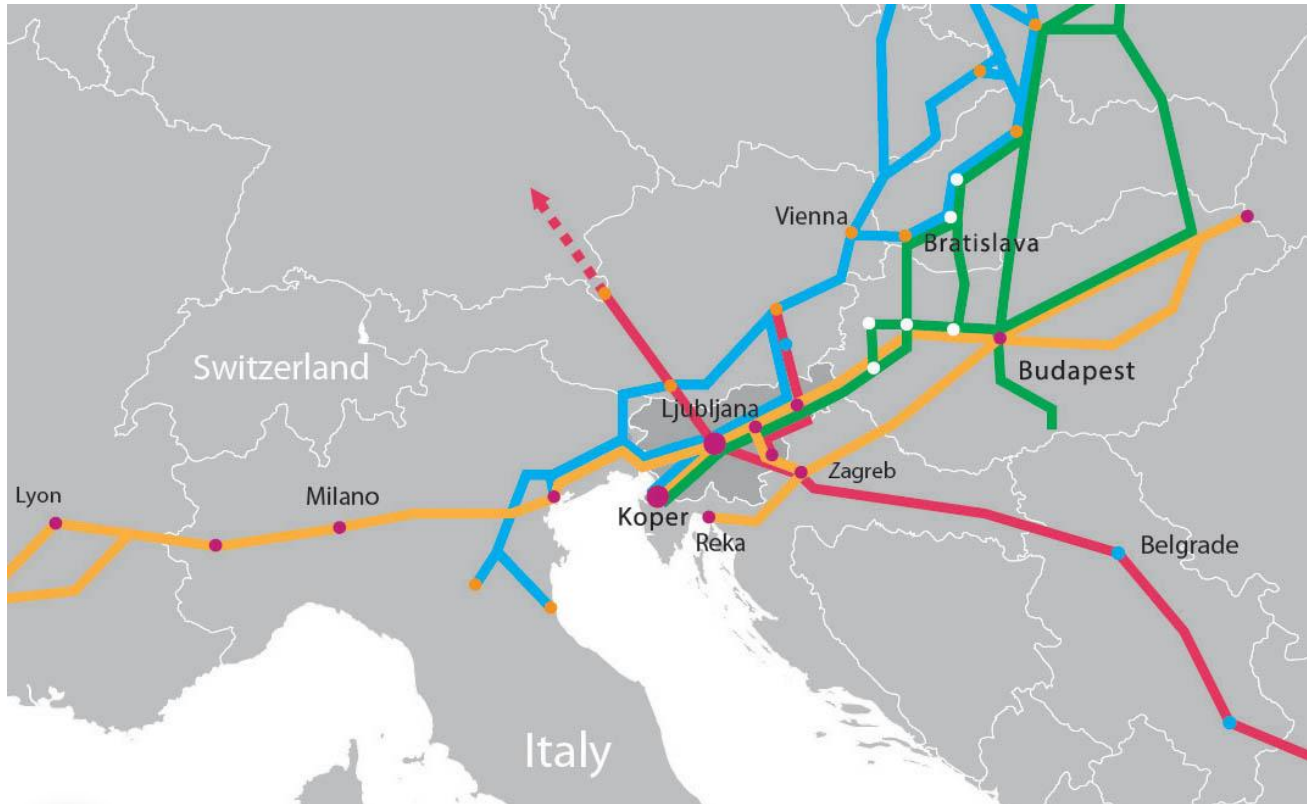 Vienna
Bratislava
Switzerland
Budapest
Ljubljana
Zagreb
Lyon
Milano
Koper
Reka
Belgrade
Italy